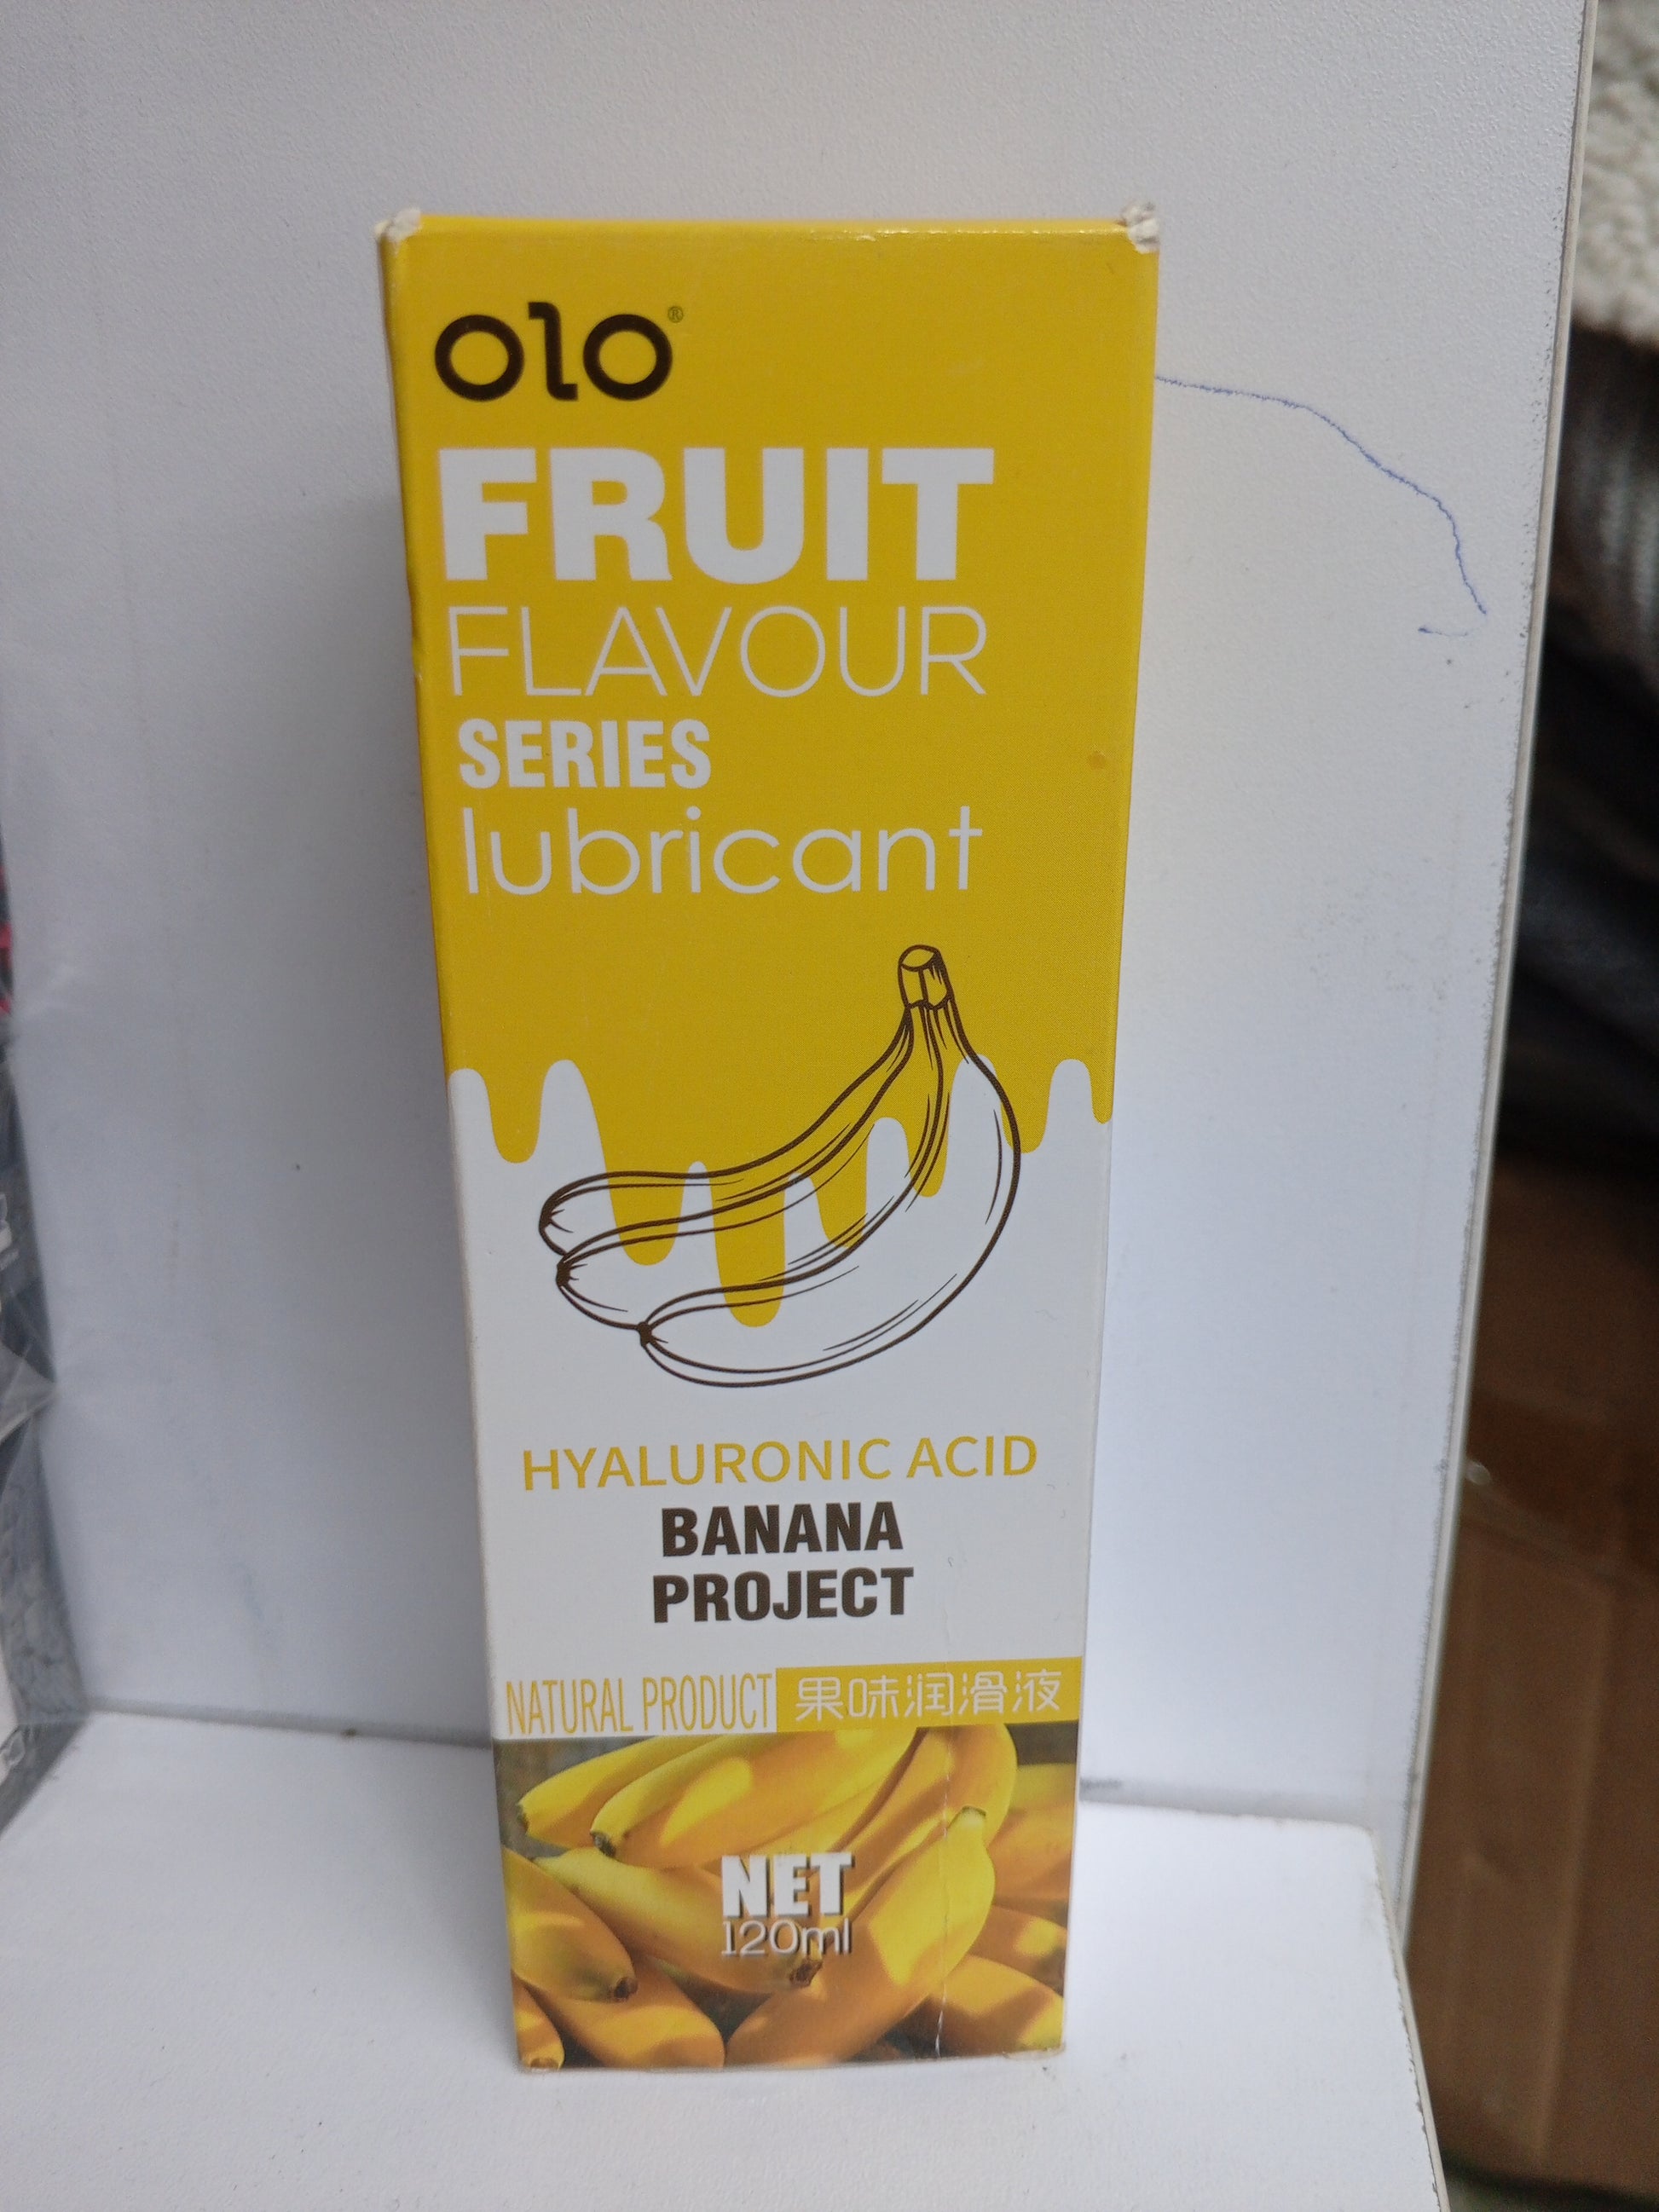 olo®
FRUIT
FLAVOUR
SERIES
lubricant
HYALURONIC ACID
BANANA
PROJECT
NATURAL PRODUCT 果味润滑液
NET
120ml